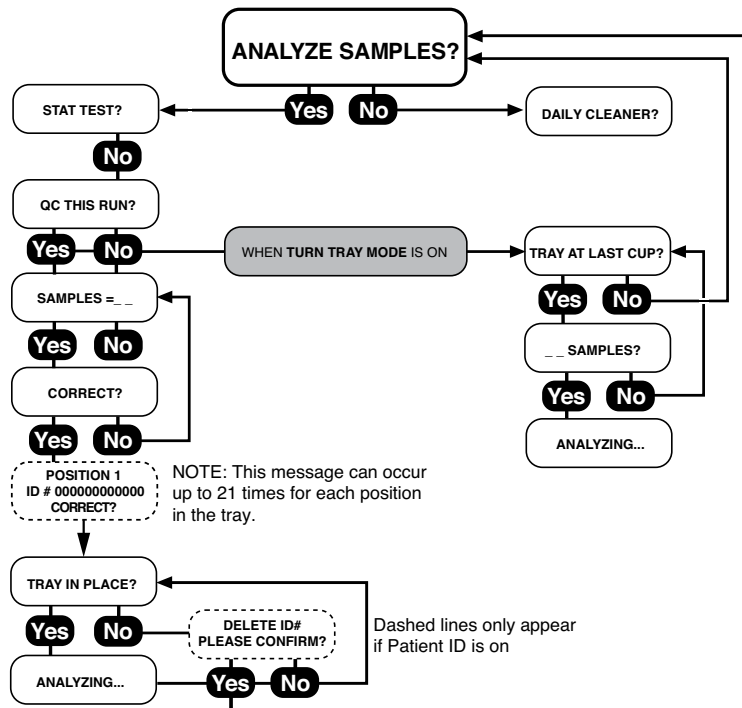 ANALYZE SAMPLES?
Yes No
STAT TEST?
DAILY CLEANER?
No
QC THIS RUN?
Yes No
WHEN TURN TRAY MODE IS ON
TRAY AT LAST CUP?
Yes No
SAMPLES =_ _
Yes No
_ _ SAMPLES?
Yes No
CORRECT?
Yes No
ANALYZING...
POSITION 1
ID # 000000000000
CORRECT?
NOTE: This message can occur
up to 21 times for each position
in the tray.
TRAY IN PLACE?
Yes No
DELETE ID#
PLEASE CONFIRM?
Dashed lines only appear
if Patient ID is on
ANALYZING...
Yes No